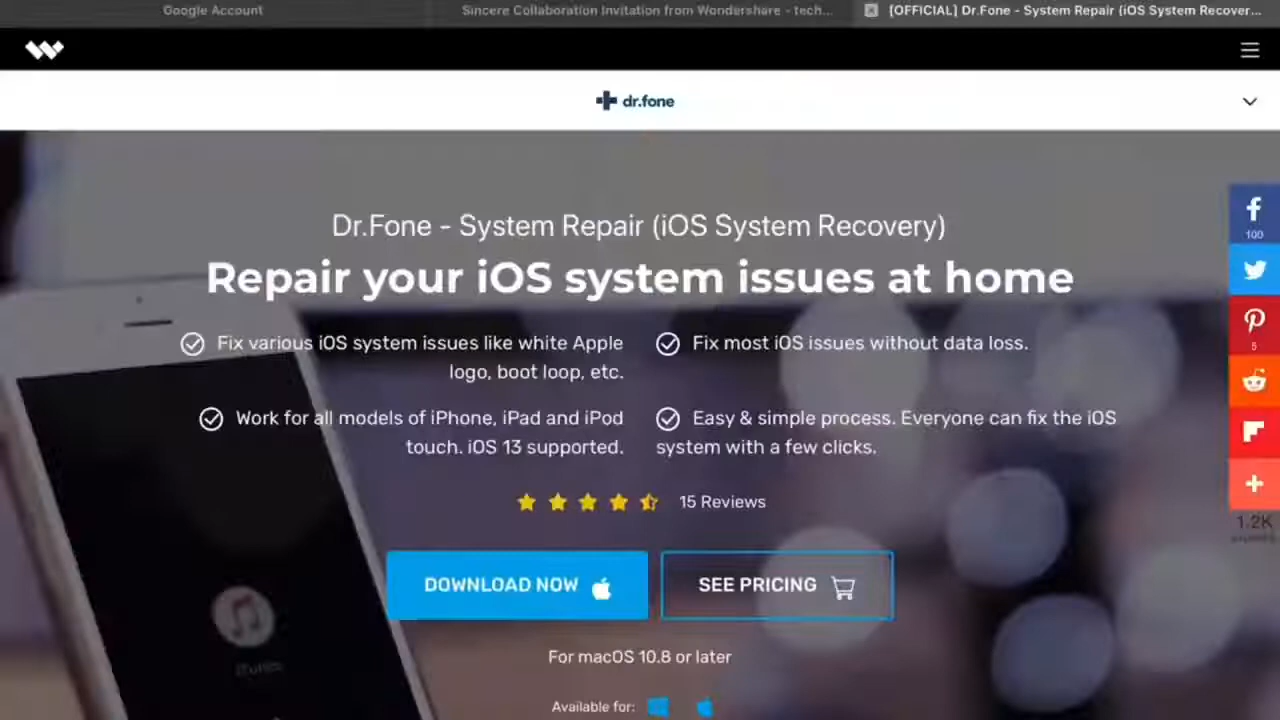 Google Account
Sincere Collaboration Invitation from Wondershare - tech...
[OFFICIAL] Dr.Fone - System Repair (iOS System Recover...
dr.fone
Dr.Fone - System Repair (iOS System Recovery)
Repair your iOS system issues at home
Fix various iOS system issues like white Apple
logo, boot loop, etc.
Fix most iOS issues without data loss.
Work for all models of iPhone, iPad and iPod
touch. iOS 13 supported.
Easy & simple process. Everyone can fix the iOS
system with a few clicks.
15 Reviews
DOWNLOAD NOW
SEE PRICING
For macOS 10.8 or later
Available for:
100
5
1.2K
iTunes